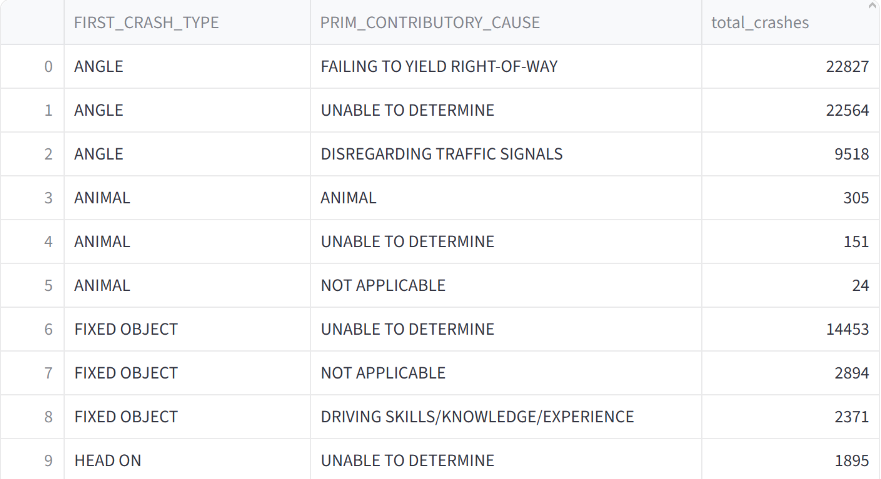 FIRST_CRASH_TYPE PRIM_CONTRIBUTORY_CAUSE total_crashes
0 ANGLE FAILING TO YIELD RIGHT-OF-WAY 22827
1 ANGLE UNABLE TO DETERMINE 22564
2 ANGLE DISREGARDING TRAFFIC SIGNALS 9518
3 ANIMAL ANIMAL 305
4 ANIMAL UNABLE TO DETERMINE 151
5 ANIMAL NOT APPLICABLE 24
6 FIXED OBJECT UNABLE TO DETERMINE 14453
7 FIXED OBJECT NOT APPLICABLE 2894
8 FIXED OBJECT DRIVING SKILLS/KNOWLEDGE/EXPERIENCE 2371
9 HEAD ON UNABLE TO DETERMINE 1895